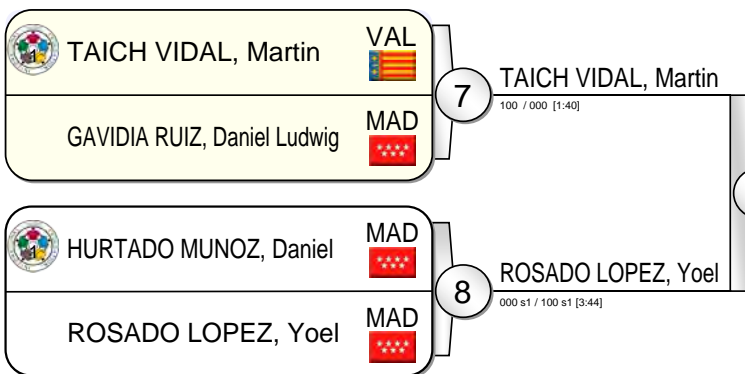 TAICH VIDAL, Martin VAL
GAVIDIA RUIZ, Daniel Ludwig MAD
7
TAICH VIDAL, Martin
100 / 000 [1:40]
HURTADO MUNOZ, Daniel MAD
ROSADO LOPEZ, Yoel MAD
8
ROSADO LOPEZ, Yoel
000 s1 / 100 s1 [3:44]